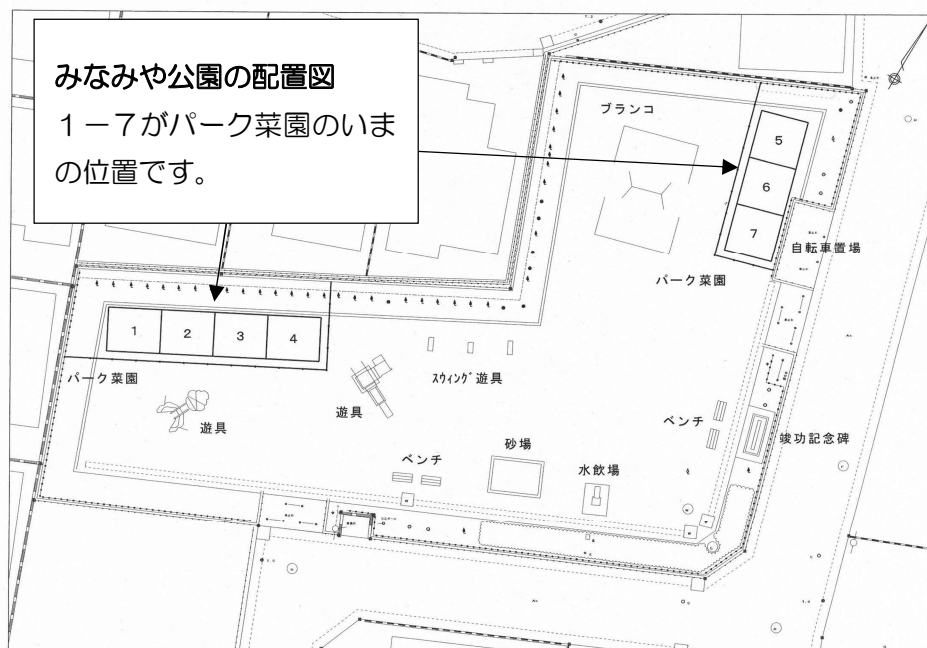 みなみや公園の配置図
１－７がパーク菜園のいま
の位置です。
ブランコ
5
6
7
自転車置場
パーク菜園
1
2
3
4
パーク菜園
スウィング遊具
遊具
遊具
ベンチ
竣功記念碑
砂場
ベンチ
水飲場